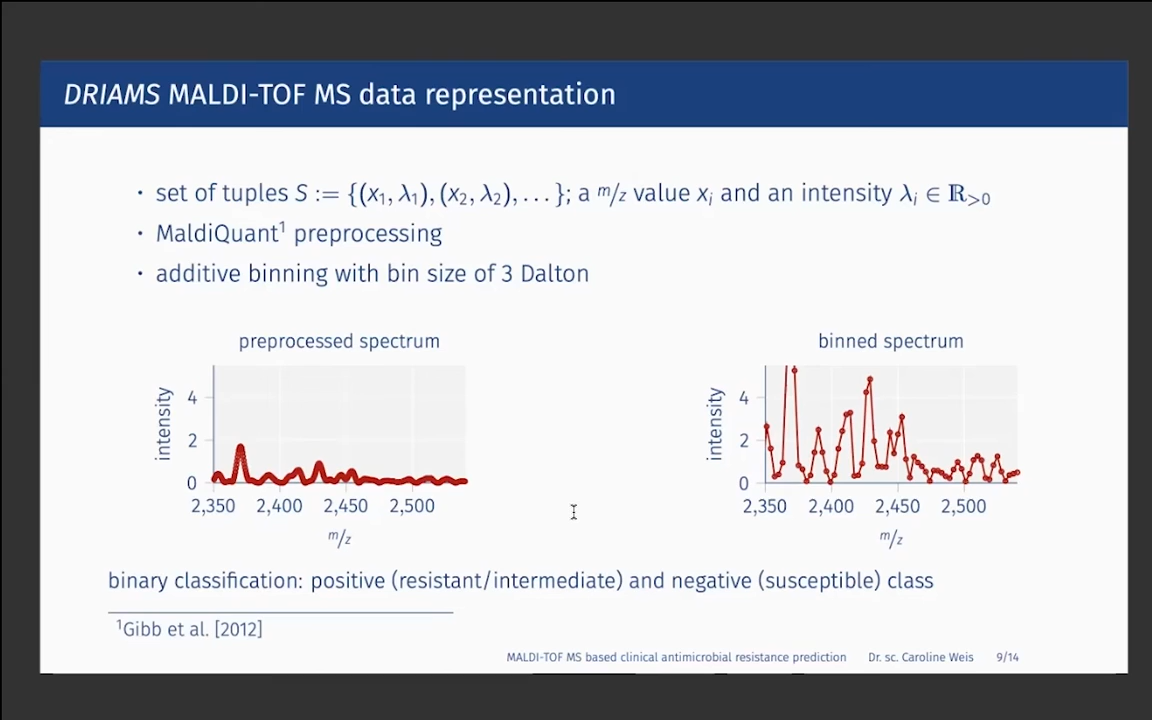 DRIAMS MALDI-TOF MS data representation
· set of tuples S := {(x₁, λ₁), (x₂, λ₂), . . . }; a m/z value xᵢ and an intensity λᵢ ∈ ℝ>0
· MaldiQuant¹ preprocessing
· additive binning with bin size of 3 Dalton
preprocessed spectrum
intensity
4
2
0
2,350 2,400 2,450 2,500
m/z
binned spectrum
intensity
4
2
0
2,350 2,400 2,450 2,500
m/z
binary classification: positive (resistant/intermediate) and negative (susceptible) class
¹Gibb et al. [2012]
MALDI-TOF MS based clinical antimicrobial resistance prediction Dr. sc. Caroline Weis 9/14